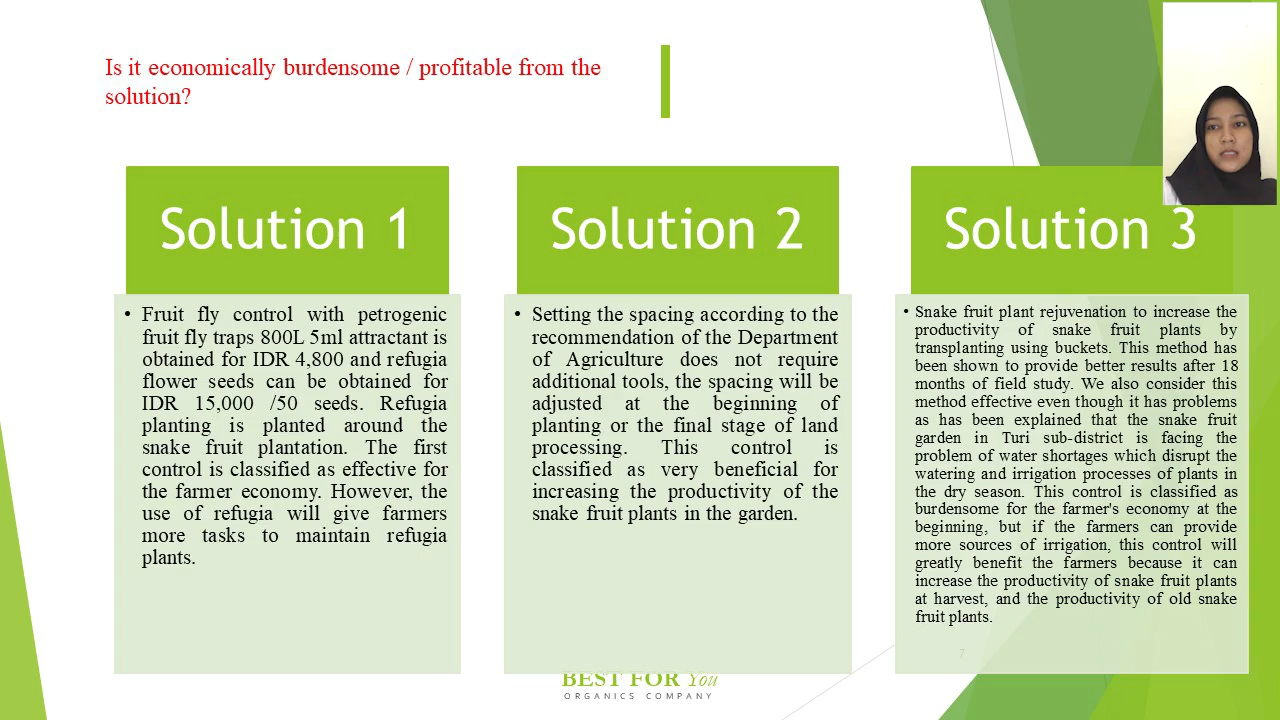 Is it economically burdensome / profitable from the
solution?
Solution 1
• Fruit fly control with petrogenic
fruit fly traps 800L 5ml attractant is
obtained for IDR 4,800 and refugia
flower seeds can be obtained for
IDR 15,000 /50 seeds. Refugia
planting is planted around the
snake fruit plantation. The first
control is classified as effective for
the farmer economy. However, the
use of refugia will give farmers
more tasks to maintain refugia
plants.
Solution 2
• Setting the spacing according to the
recommendation of the Department
of Agriculture does not require
additional tools, the spacing will be
adjusted at the beginning of
planting or the final stage of land
processing. This control is
classified as very beneficial for
increasing the productivity of the
snake fruit plants in the garden.
Solution 3
• Snake fruit plant rejuvenation to increase the
productivity of snake fruit plants by
transplanting using buckets. This method has
been shown to provide better results after 18
months of field study. We also consider this
method effective even though it has problems
as has been explained that the snake fruit
garden in Turi sub-district is facing the
problem of water shortages which disrupt the
watering and irrigation processes of plants in
the dry season. This control is classified as
burdensome for the farmer's economy at the
beginning, but if the farmers can provide
more sources of irrigation, this control will
greatly benefit the farmers because it can
increase the productivity of snake fruit plants
at harvest, and the productivity of old snake
fruit plants.
7
BEST FOR You
ORGANICS COMPANY